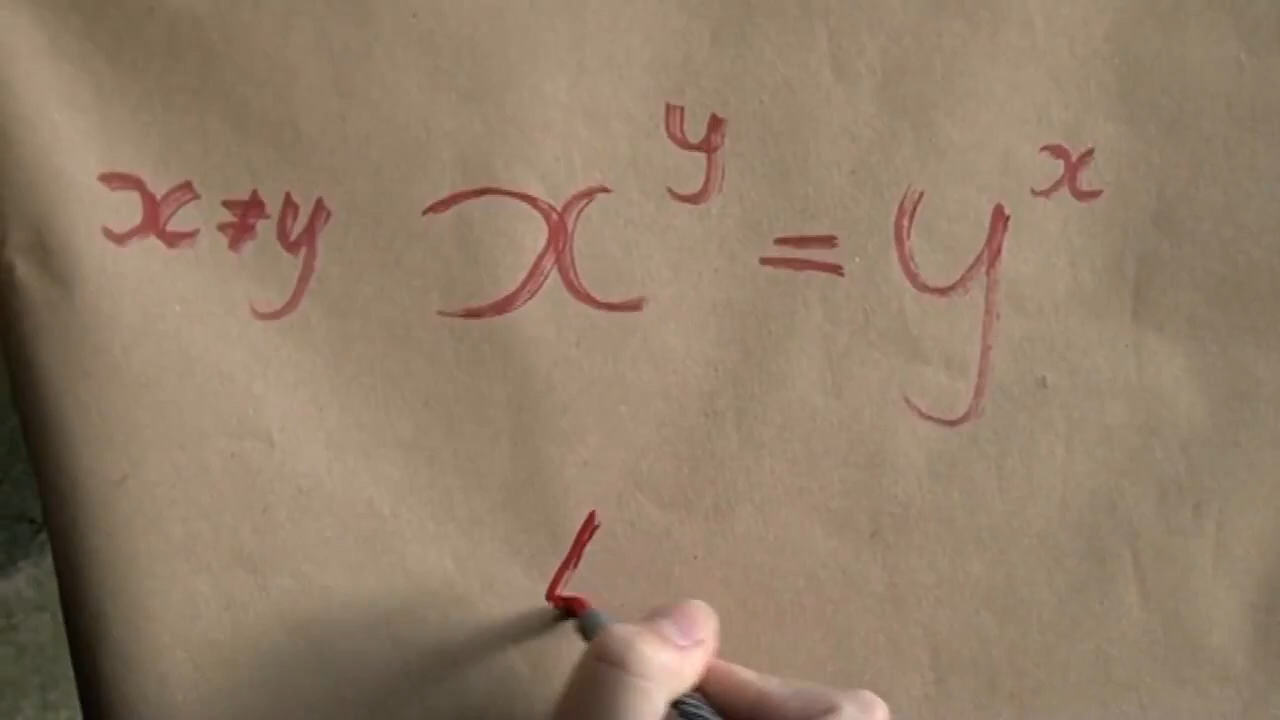 x≠y x^y = y^x